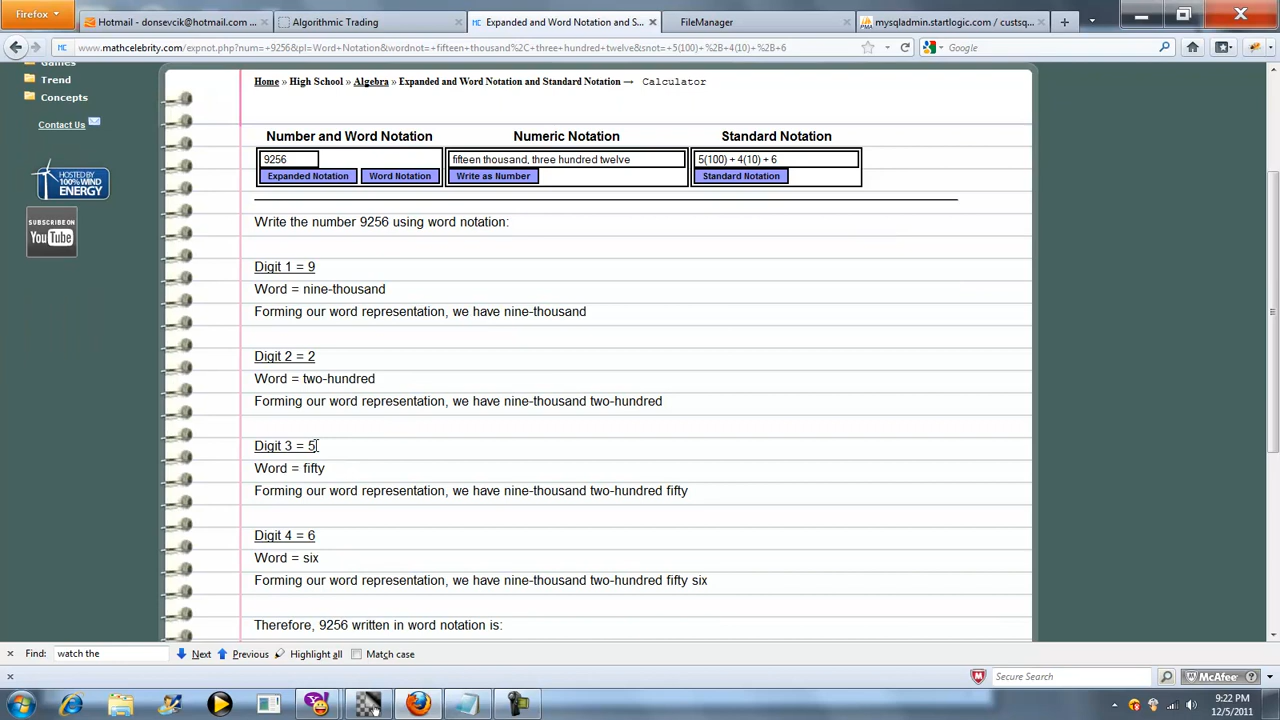 Firefox
Hotmail - donsevcik@hotmail.com ...
Algorithmic Trading
Expanded and Word Notation and S...
FileManager
mysqladmin.startlogic.com / custsq...
www.mathcelebrity.com/expnot.php?num=+9256&pl=Word+Notation&wordnot=+fifteen+thousand%2C+three+hundred+twelve&snot=+5(100)+%2B+4(10)+%2B+6
Google
Games
Trend
Concepts
Contact Us
HOSTED BY
100% WIND
ENERGY
SUBSCRIBE ON
YouTube
Home » High School » Algebra » Expanded and Word Notation and Standard Notation → Calculator
Number and Word Notation Numeric Notation Standard Notation
9256 fifteen thousand, three hundred twelve 5(100) + 4(10) + 6
Expanded Notation Word Notation Write as Number Standard Notation
Write the number 9256 using word notation:
Digit 1 = 9
Word = nine-thousand
Forming our word representation, we have nine-thousand
Digit 2 = 2
Word = two-hundred
Forming our word representation, we have nine-thousand two-hundred
Digit 3 = 5
Word = fifty
Forming our word representation, we have nine-thousand two-hundred fifty
Digit 4 = 6
Word = six
Forming our word representation, we have nine-thousand two-hundred fifty six
Therefore, 9256 written in word notation is:
Find: watch the Next Previous Highlight all Match case
Secure Search
McAfee
9:22 PM
12/5/2011